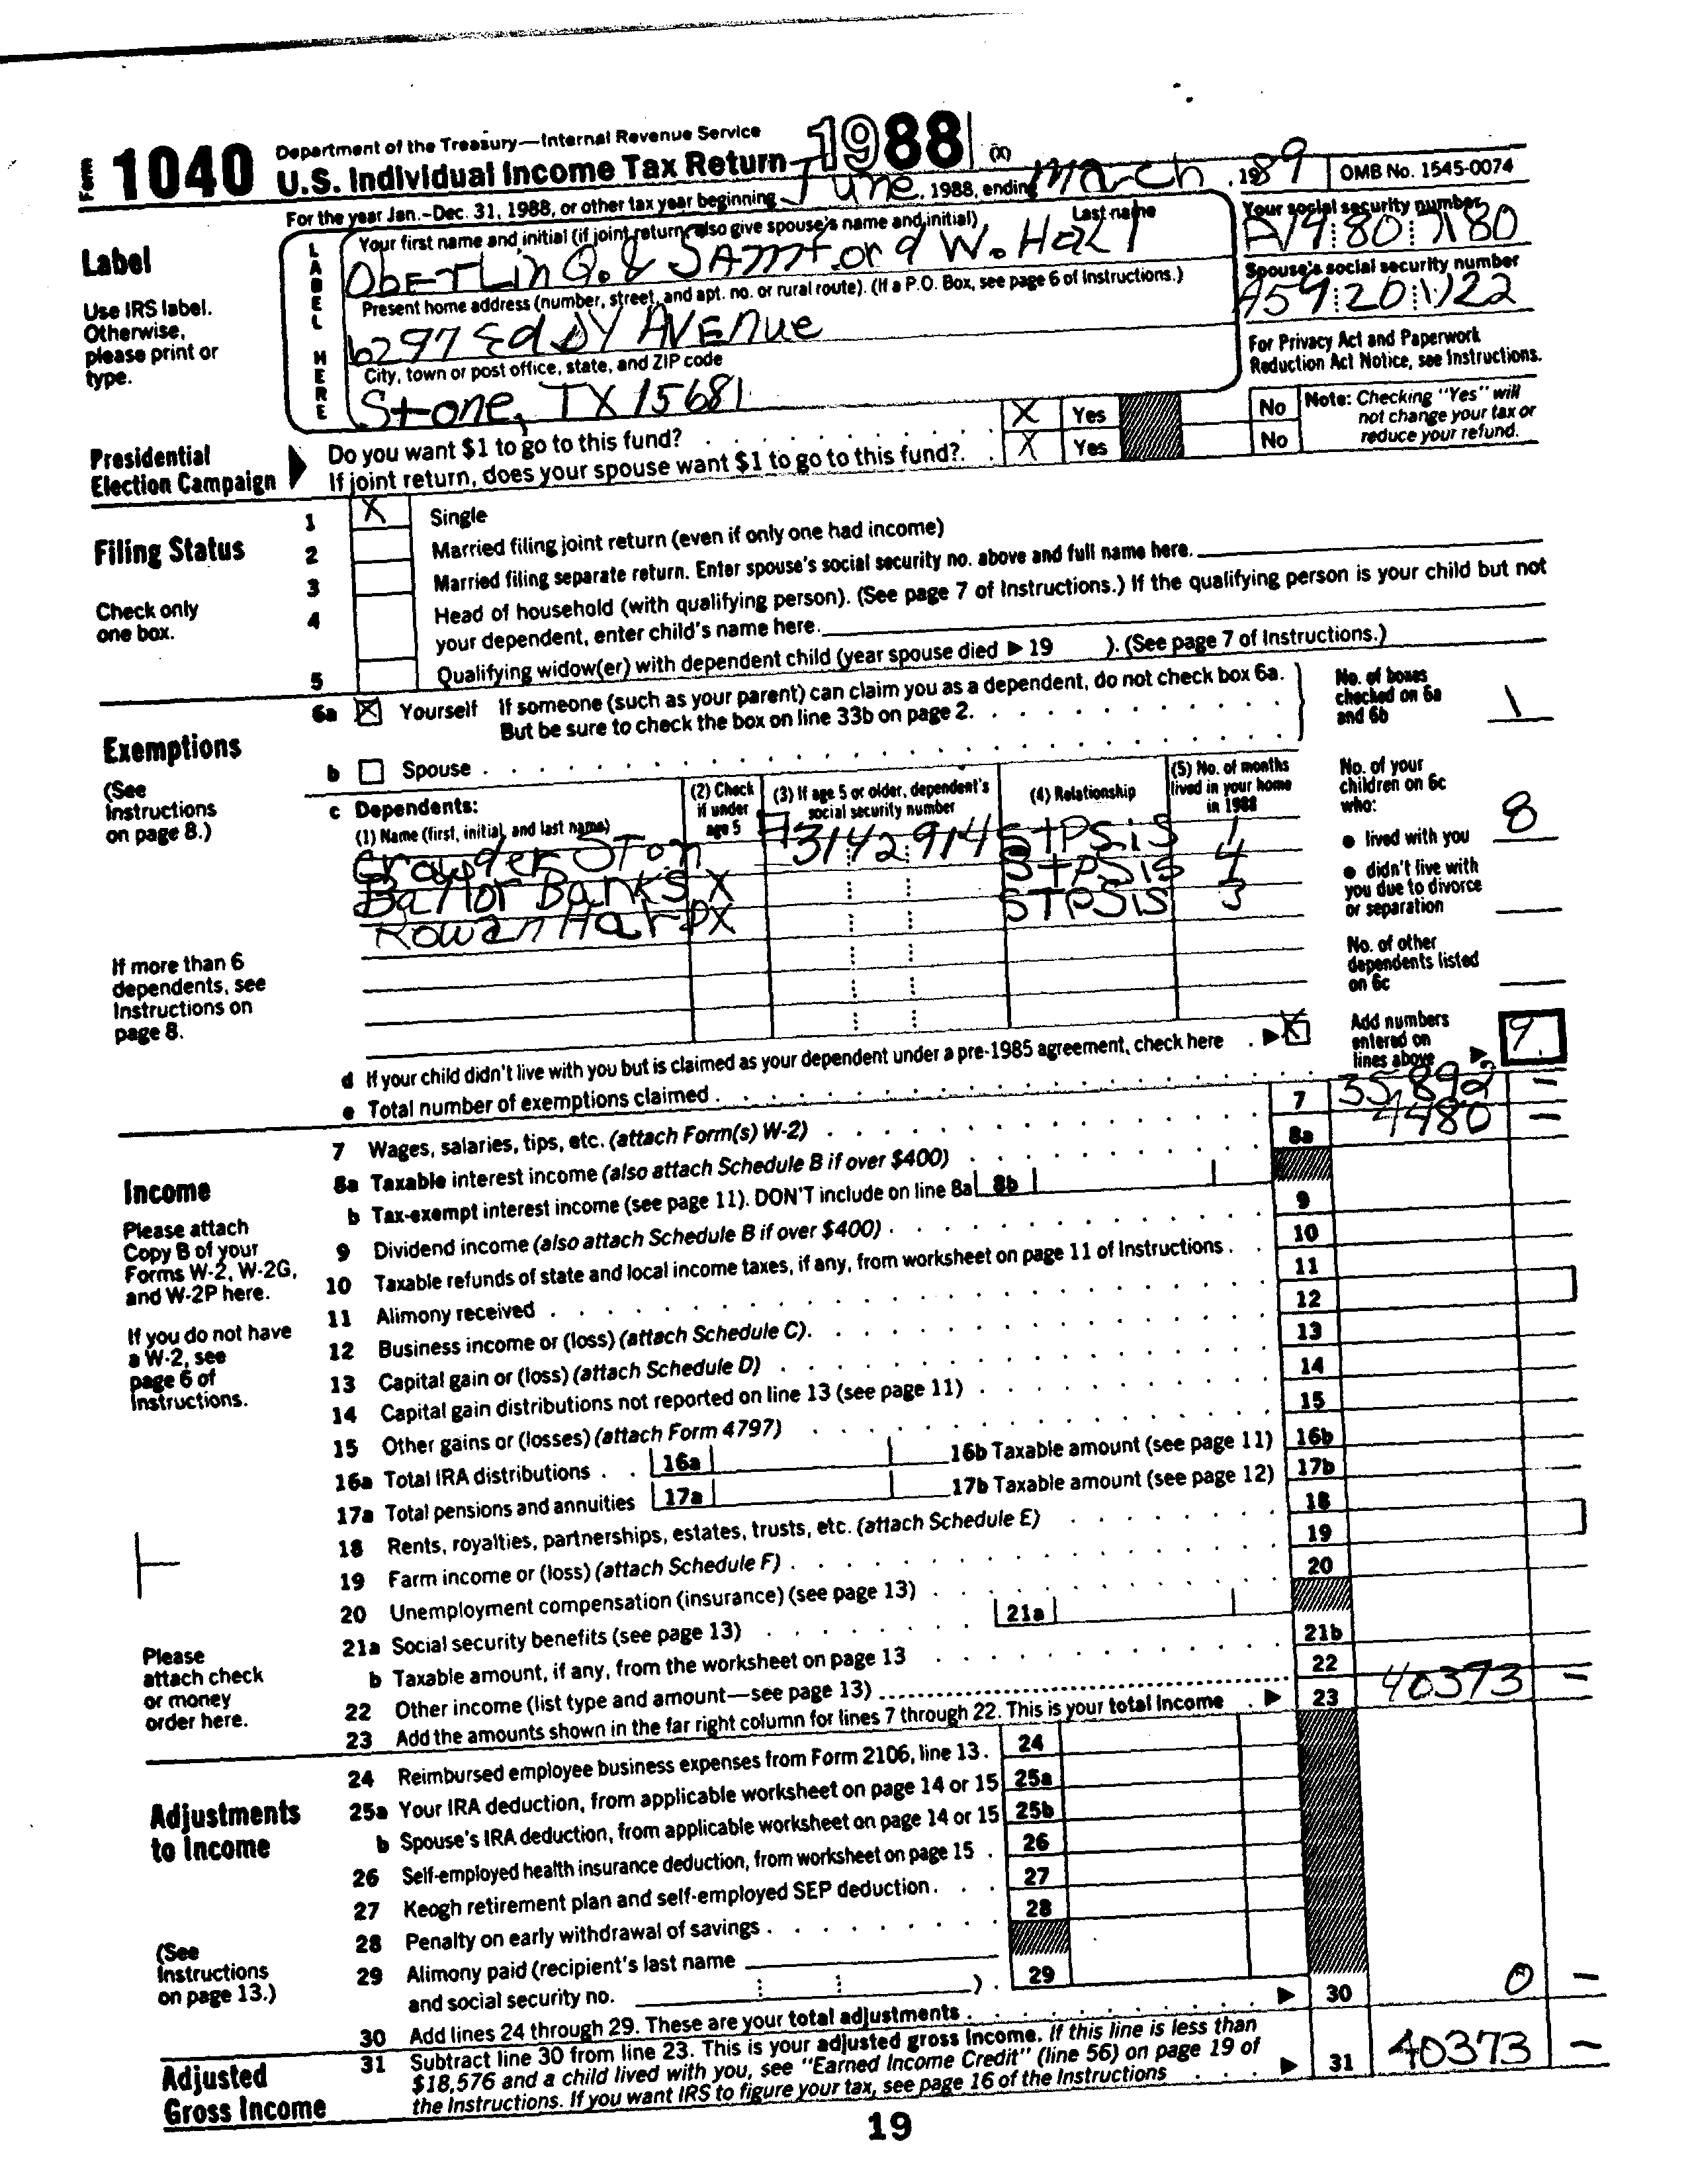 Form 1040 Department of the Treasury—Internal Revenue Service
U.S. Individual Income Tax Return 1988 (X)
For the year Jan.–Dec. 31, 1988, or other tax year beginning June, 1988, ending March, 1989 OMB No. 1545-0074
Label
Use IRS label. Otherwise, please print or type.
LABEL HERE
Your first name and initial (if joint return, also give spouse's name and initial) Last name
& W.
Your social security number
Present home address (number, street, and apt. no. or rural route). (If a P.O. Box, see page 6 of Instructions.)
6297 Eddy AVEnue
Spouse's social security number
City, town or post office, state, and ZIP code
Stone, TX 15681
For Privacy Act and Paperwork Reduction Act Notice, see Instructions.
Presidential Election Campaign
Do you want $1 to go to this fund? X Yes No
If joint return, does your spouse want $1 to go to this fund?. X Yes No
Note: Checking "Yes" will not change your tax or reduce your refund.
Filing Status
Check only one box.
1 X Single
2 Married filing joint return (even if only one had income)
3 Married filing separate return. Enter spouse's social security no. above and full name here.
4 Head of household (with qualifying person). (See page 7 of Instructions.) If the qualifying person is your child but not
your dependent, enter child's name here.
5 Qualifying widow(er) with dependent child (year spouse died ▶ 19 ). (See page 7 of Instructions.)
Exemptions
(See Instructions on page 8.)
6a X Yourself If someone (such as your parent) can claim you as a dependent, do not check box 6a.
But be sure to check the box on line 33b on page 2.
No. of boxes checked on 6a and 6b 1
b Spouse
c Dependents:
(1) Name (first, initial, and last name)
(2) Check if under age 5
(3) If age 5 or older, dependent's social security number
(4) Relationship
(5) No. of months lived in your home in 1988
STPSiS 1
Banks X STPSIS 4
Rowan Harp X STPSiS 3
If more than 6 dependents, see Instructions on page 8.
No. of your children on 6c who:
• lived with you 8
• didn't live with you due to divorce or separation
No. of other dependents listed on 6c
d If your child didn't live with you but is claimed as your dependent under a pre-1985 agreement, check here ▶ X
e Total number of exemptions claimed
Add numbers entered on lines above ▶ 9
Income
Please attach Copy B of your Forms W-2, W-2G, and W-2P here.
If you do not have a W-2, see page 6 of Instructions.
Please attach check or money order here.
7 Wages, salaries, tips, etc. (attach Form(s) W-2) 7 35,892 –
8a Taxable interest income (also attach Schedule B if over $400) 8a 4480 –
b Tax-exempt interest income (see page 11). DON'T include on line 8a 8b
9 Dividend income (also attach Schedule B if over $400) 9
10 Taxable refunds of state and local income taxes, if any, from worksheet on page 11 of Instructions 10
11 Alimony received 11
12 Business income or (loss) (attach Schedule C) 12
13 Capital gain or (loss) (attach Schedule D) 13
14 Capital gain distributions not reported on line 13 (see page 11) 14
15 Other gains or (losses) (attach Form 4797) 15
16a Total IRA distributions 16a 16b Taxable amount (see page 11) 16b
17a Total pensions and annuities 17a 17b Taxable amount (see page 12) 17b
18 Rents, royalties, partnerships, estates, trusts, etc. (attach Schedule E) 18
19 Farm income or (loss) (attach Schedule F) 19
20 Unemployment compensation (insurance) (see page 13) 20
21a Social security benefits (see page 13) 21a
b Taxable amount, if any, from the worksheet on page 13 21b
22 Other income (list type and amount—see page 13) 22
23 Add the amounts shown in the far right column for lines 7 through 22. This is your total income ▶ 23 40373 –
Adjustments to Income
(See Instructions on page 13.)
24 Reimbursed employee business expenses from Form 2106, line 13. 24
25a Your IRA deduction, from applicable worksheet on page 14 or 15 25a
b Spouse's IRA deduction, from applicable worksheet on page 14 or 15 25b
26 Self-employed health insurance deduction, from worksheet on page 15 26
27 Keogh retirement plan and self-employed SEP deduction 27
28 Penalty on early withdrawal of savings 28
29 Alimony paid (recipient's last name
and social security no. ) 29
30 Add lines 24 through 29. These are your total adjustments ▶ 30 0 –
Adjusted Gross Income
31 Subtract line 30 from line 23. This is your adjusted gross income. If this line is less than
$18,576 and a child lived with you, see "Earned Income Credit" (line 56) on page 19 of
the Instructions. If you want IRS to figure your tax, see page 16 of the Instructions ▶ 31 40373 –
19